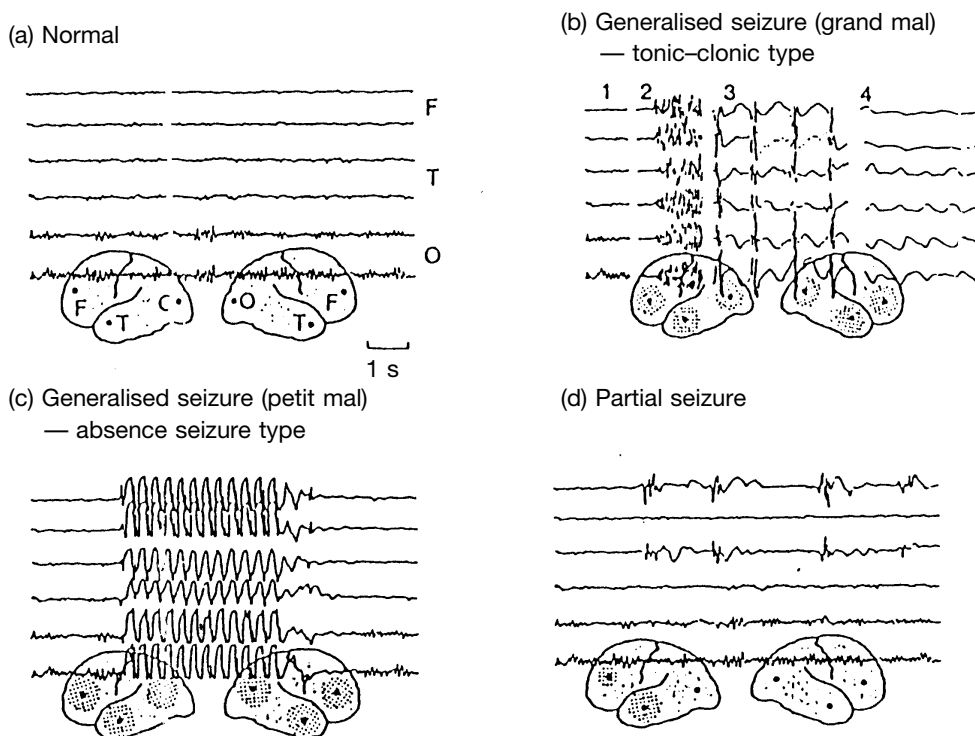 (a) Normal
F
T
O
F
T
C
O
T
F
1 s
(b) Generalised seizure (grand mal)
— tonic–clonic type
1 2 3 4
(c) Generalised seizure (petit mal)
— absence seizure type
(d) Partial seizure